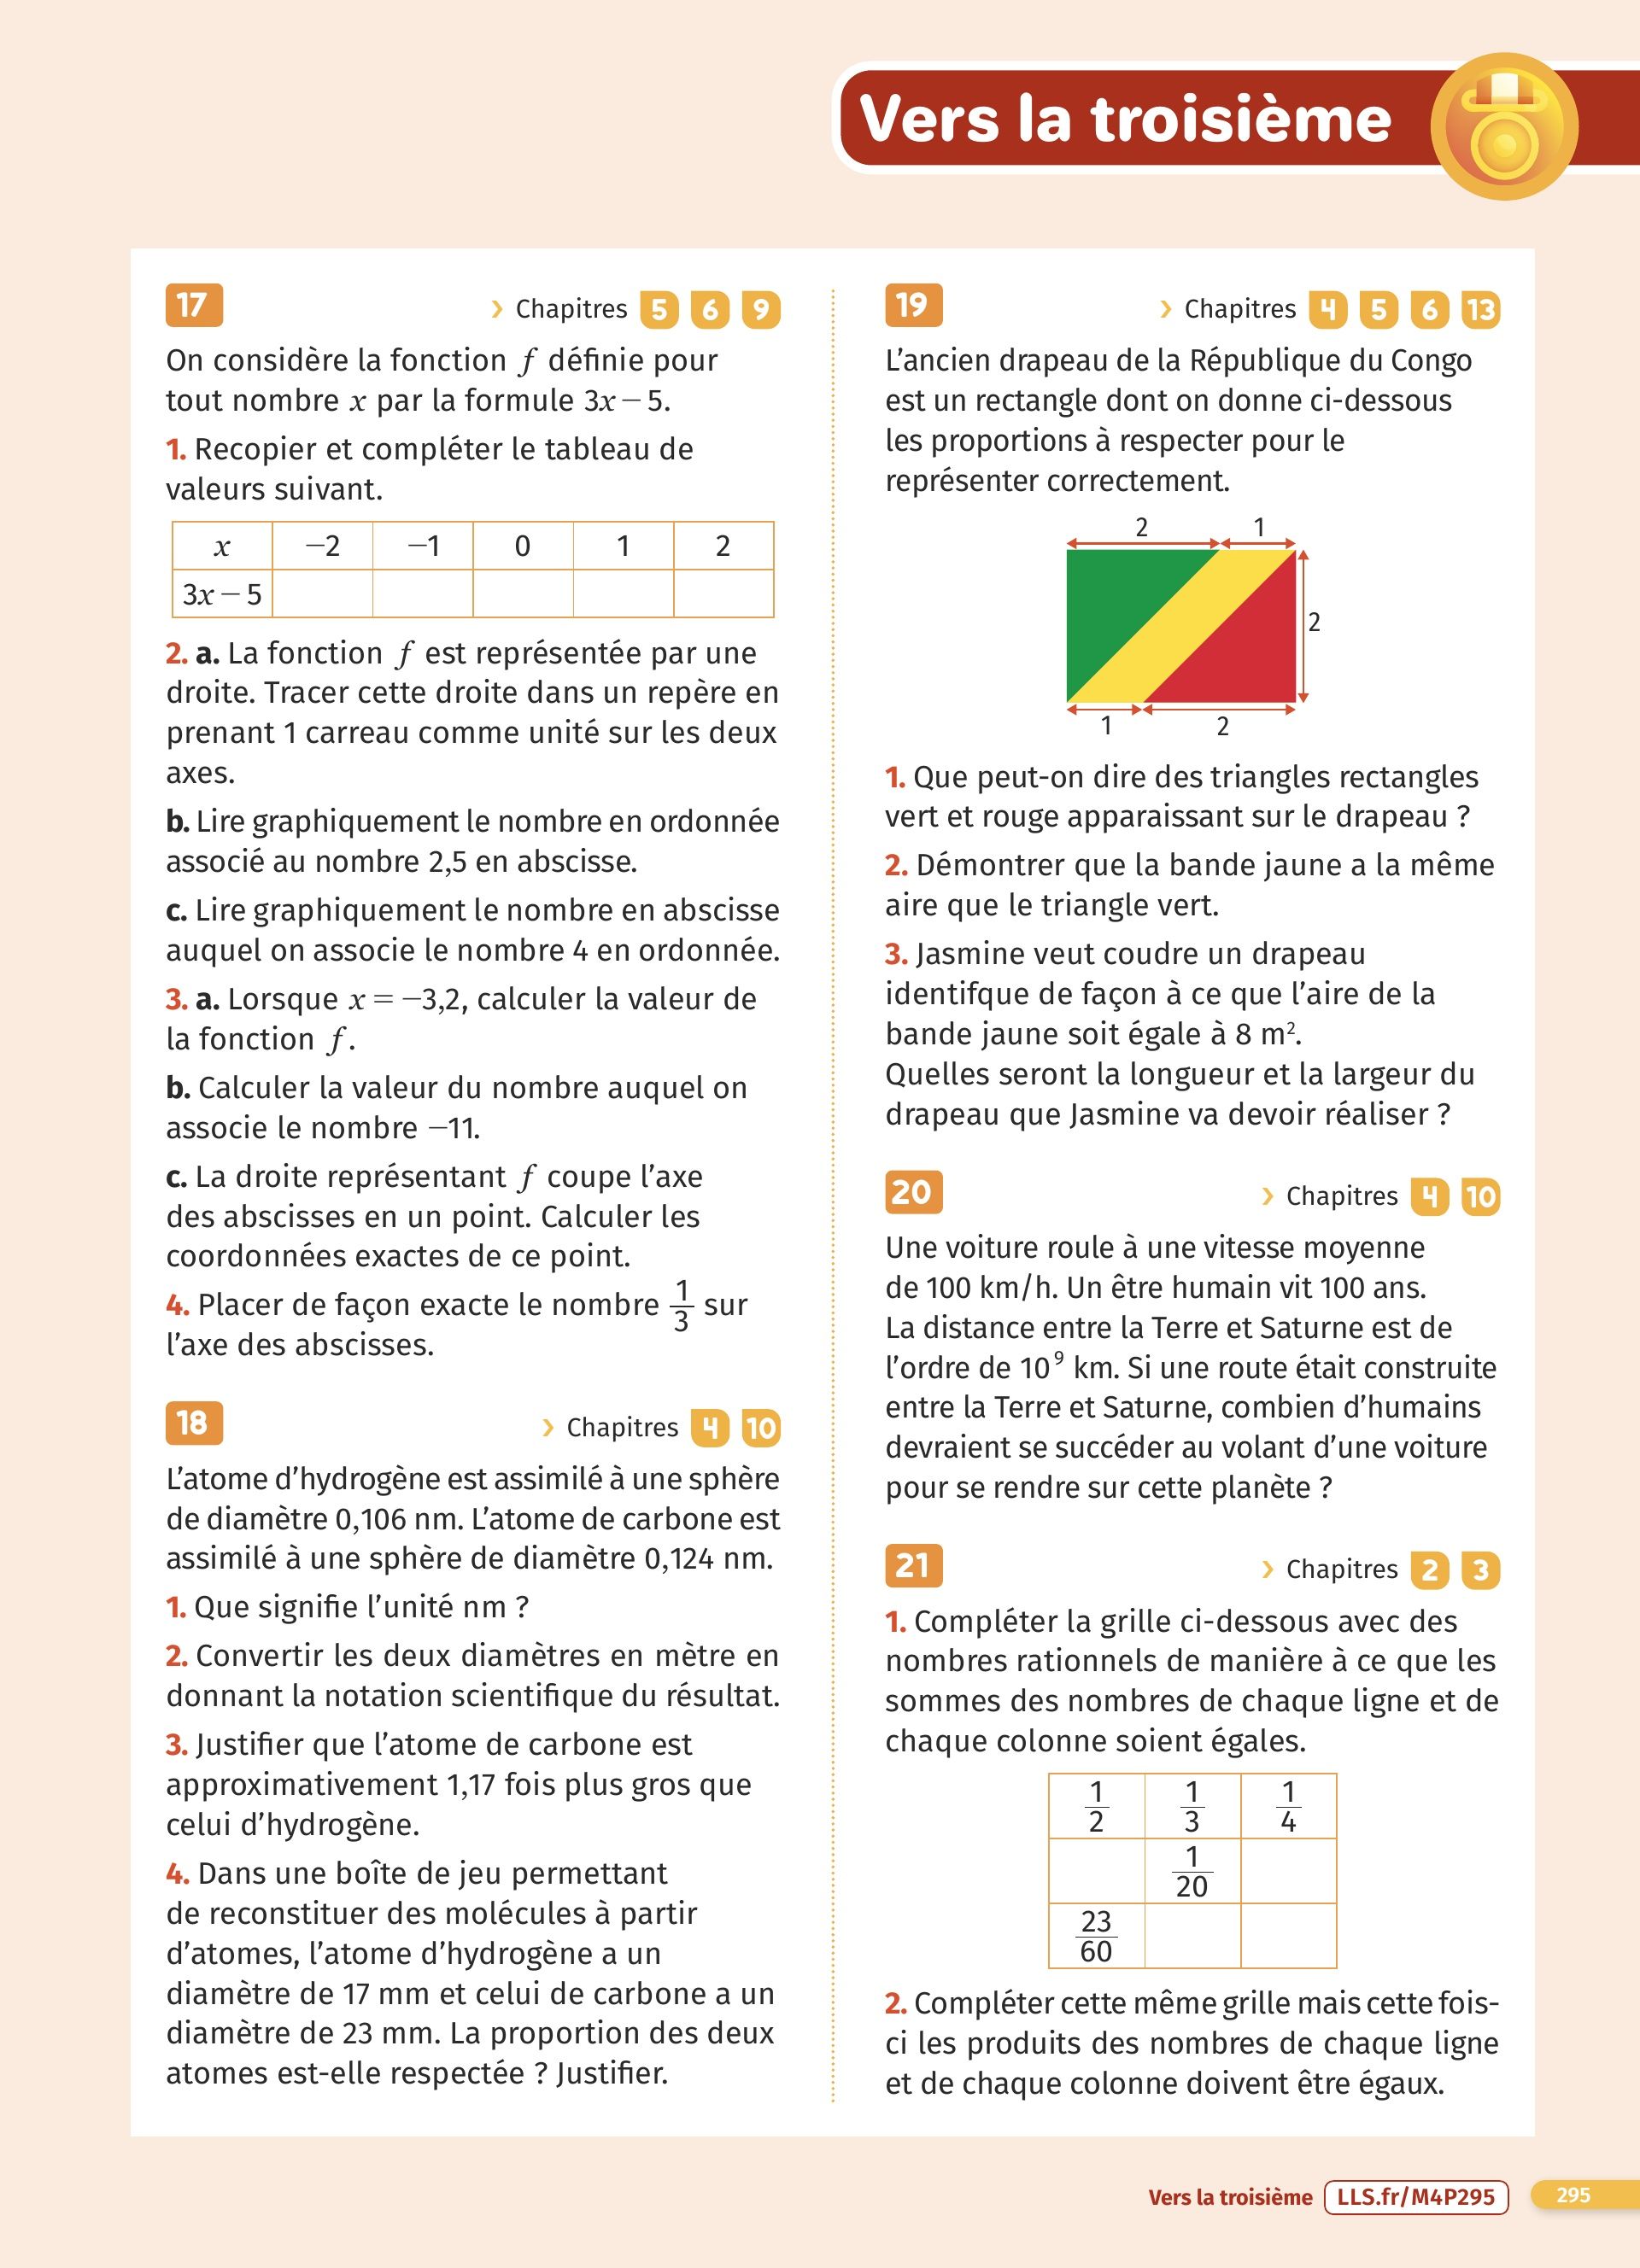 Vers la troisième
17
› Chapitres 5 6 9
On considère la fonction f définie pour
tout nombre x par la formule 3x − 5.
1. Recopier et compléter le tableau de
valeurs suivant.
x −2 −1 0 1 2
3x − 5
2. a. La fonction f est représentée par une
droite. Tracer cette droite dans un repère en
prenant 1 carreau comme unité sur les deux
axes.
b. Lire graphiquement le nombre en ordonnée
associé au nombre 2,5 en abscisse.
c. Lire graphiquement le nombre en abscisse
auquel on associe le nombre 4 en ordonnée.
3. a. Lorsque x = −3,2, calculer la valeur de
la fonction f.
b. Calculer la valeur du nombre auquel on
associe le nombre −11.
c. La droite représentant f coupe l’axe
des abscisses en un point. Calculer les
coordonnées exactes de ce point.
4. Placer de façon exacte le nombre 1/3 sur
l’axe des abscisses.
18
› Chapitres 4 10
L’atome d’hydrogène est assimilé à une sphère
de diamètre 0,106 nm. L’atome de carbone est
assimilé à une sphère de diamètre 0,124 nm.
1. Que signifie l’unité nm ?
2. Convertir les deux diamètres en mètre en
donnant la notation scientifique du résultat.
3. Justifier que l’atome de carbone est
approximativement 1,17 fois plus gros que
celui d’hydrogène.
4. Dans une boîte de jeu permettant
de reconstituer des molécules à partir
d’atomes, l’atome d’hydrogène a un
diamètre de 17 mm et celui de carbone a un
diamètre de 23 mm. La proportion des deux
atomes est-elle respectée ? Justifier.
19
› Chapitres 4 5 6 13
L’ancien drapeau de la République du Congo
est un rectangle dont on donne ci-dessous
les proportions à respecter pour le
représenter correctement.
2 1
2
1 2
1. Que peut-on dire des triangles rectangles
vert et rouge apparaissant sur le drapeau ?
2. Démontrer que la bande jaune a la même
aire que le triangle vert.
3. Jasmine veut coudre un drapeau
identifque de façon à ce que l’aire de la
bande jaune soit égale à 8 m².
Quelles seront la longueur et la largeur du
drapeau que Jasmine va devoir réaliser ?
20
› Chapitres 4 10
Une voiture roule à une vitesse moyenne
de 100 km/h. Un être humain vit 100 ans.
La distance entre la Terre et Saturne est de
l’ordre de 10⁹ km. Si une route était construite
entre la Terre et Saturne, combien d’humains
devraient se succéder au volant d’une voiture
pour se rendre sur cette planète ?
21
› Chapitres 2 3
1. Compléter la grille ci-dessous avec des
nombres rationnels de manière à ce que les
sommes des nombres de chaque ligne et de
chaque colonne soient égales.
1/2 1/3 1/4
1/20
23/60
2. Compléter cette même grille mais cette fois-
ci les produits des nombres de chaque ligne
et de chaque colonne doivent être égaux.
Vers la troisième LLS.fr/M4P295 295